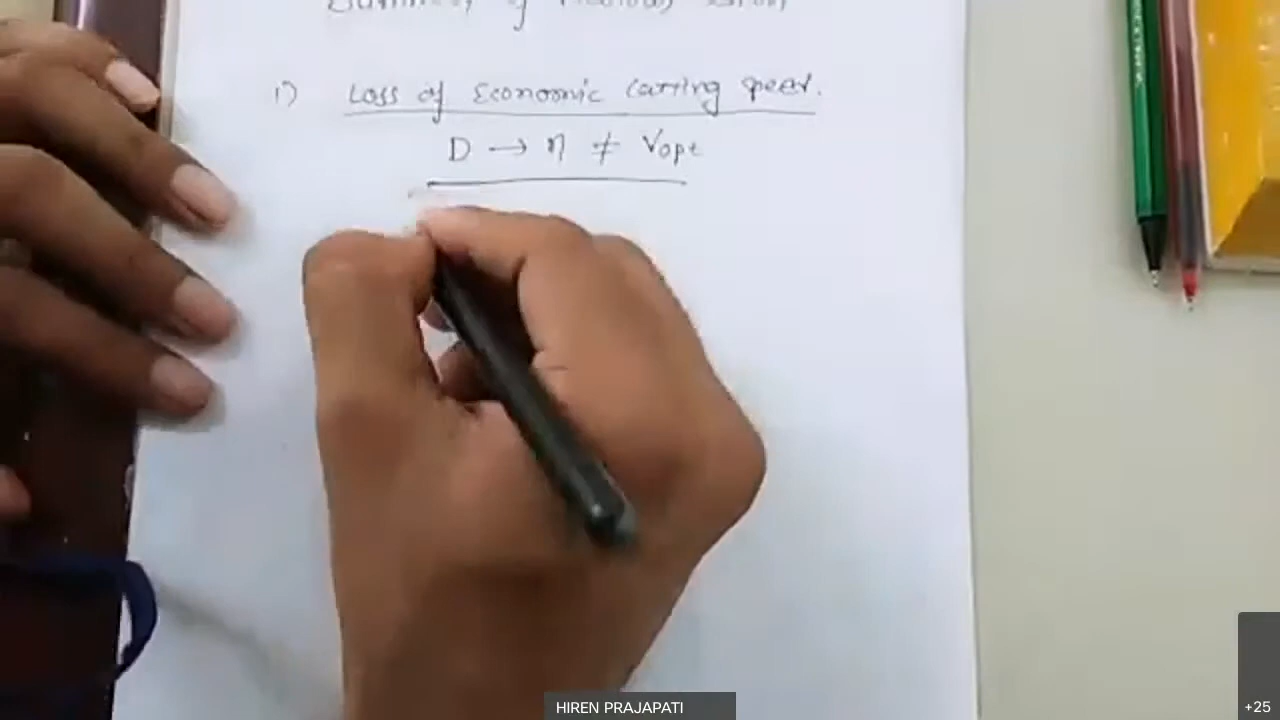 1) Loss of Economic Cutting speed.
D → η ≠ Vopt
HIREN PRAJAPATI
+25